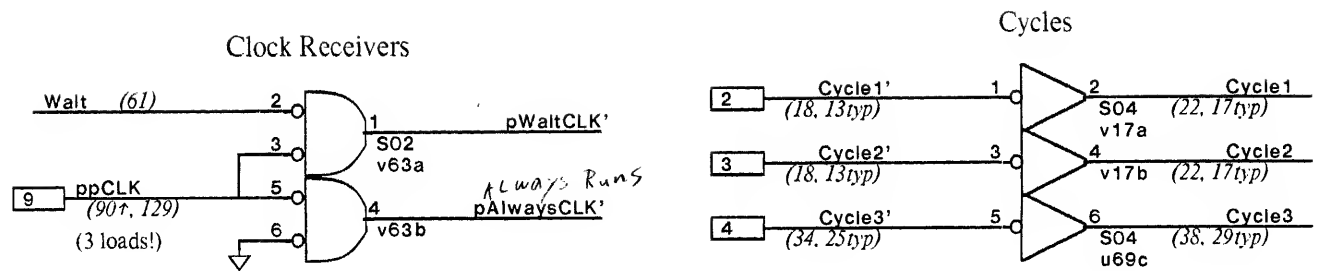 Clock Receivers
Wait (61)
2
3
1
S02
v63a
pWaitCLK'
9
ppCLK
(90↑, 129)
(3 loads!)
5
6
4
v63b
ALways Runs
pAlwaysCLK'
Cycles
2
Cycle1'
(18, 13typ)
1
2
S04
v17a
Cycle1
(22, 17typ)
3
Cycle2'
(18, 13typ)
3
4
v17b
Cycle2
(22, 17typ)
4
Cycle3'
(34, 25typ)
5
6
S04
u69c
Cycle3
(38, 29typ)